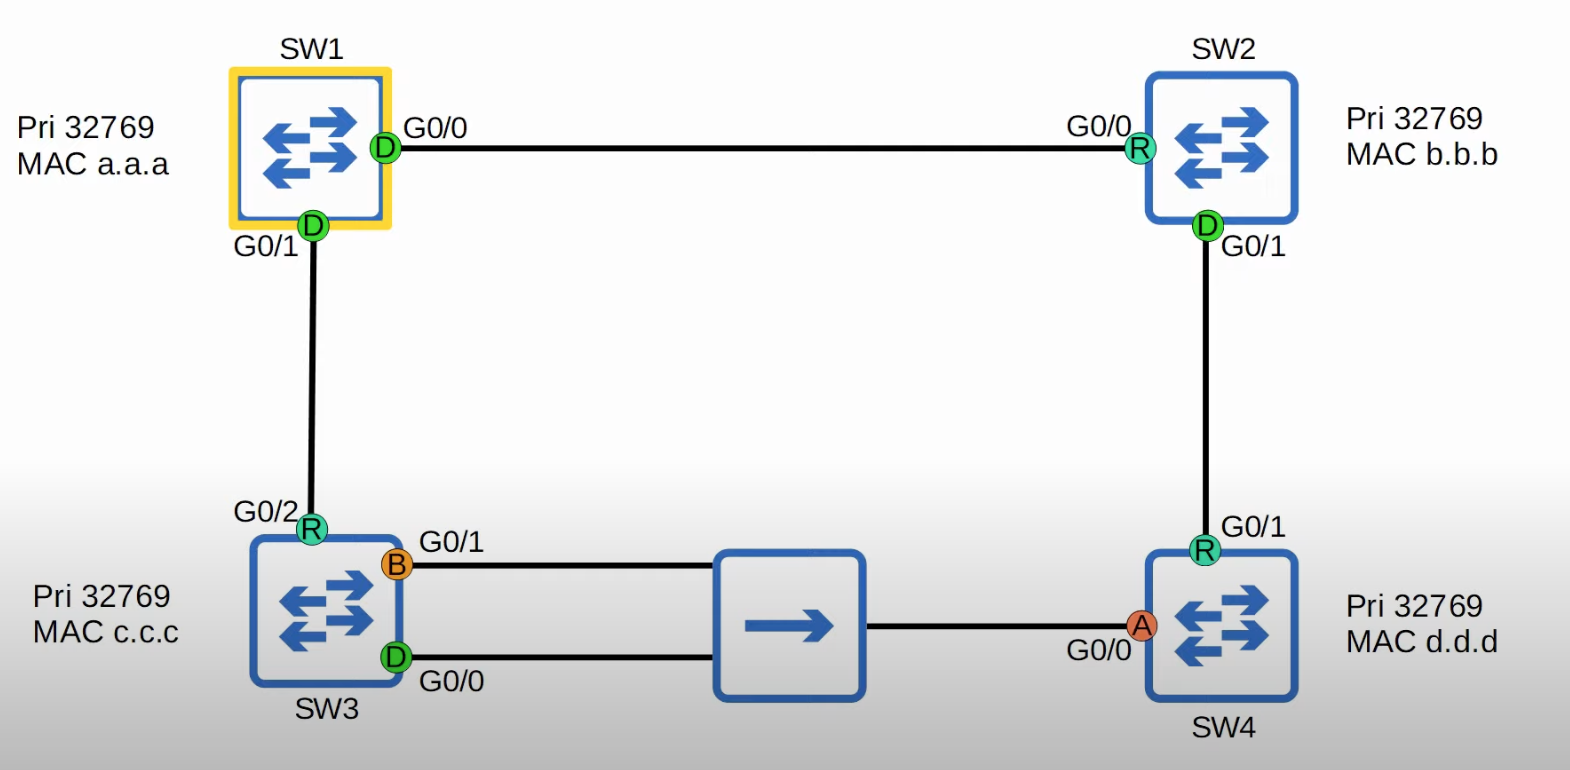 SW1
SW2
Pri 32769
MAC a.a.a
D
G0/0
G0/0
R
Pri 32769
MAC b.b.b
D
G0/1
D
G0/1
G0/2
R
G0/1
B
G0/1
R
Pri 32769
MAC c.c.c
D
G0/0
A
G0/0
Pri 32769
MAC d.d.d
SW3
SW4